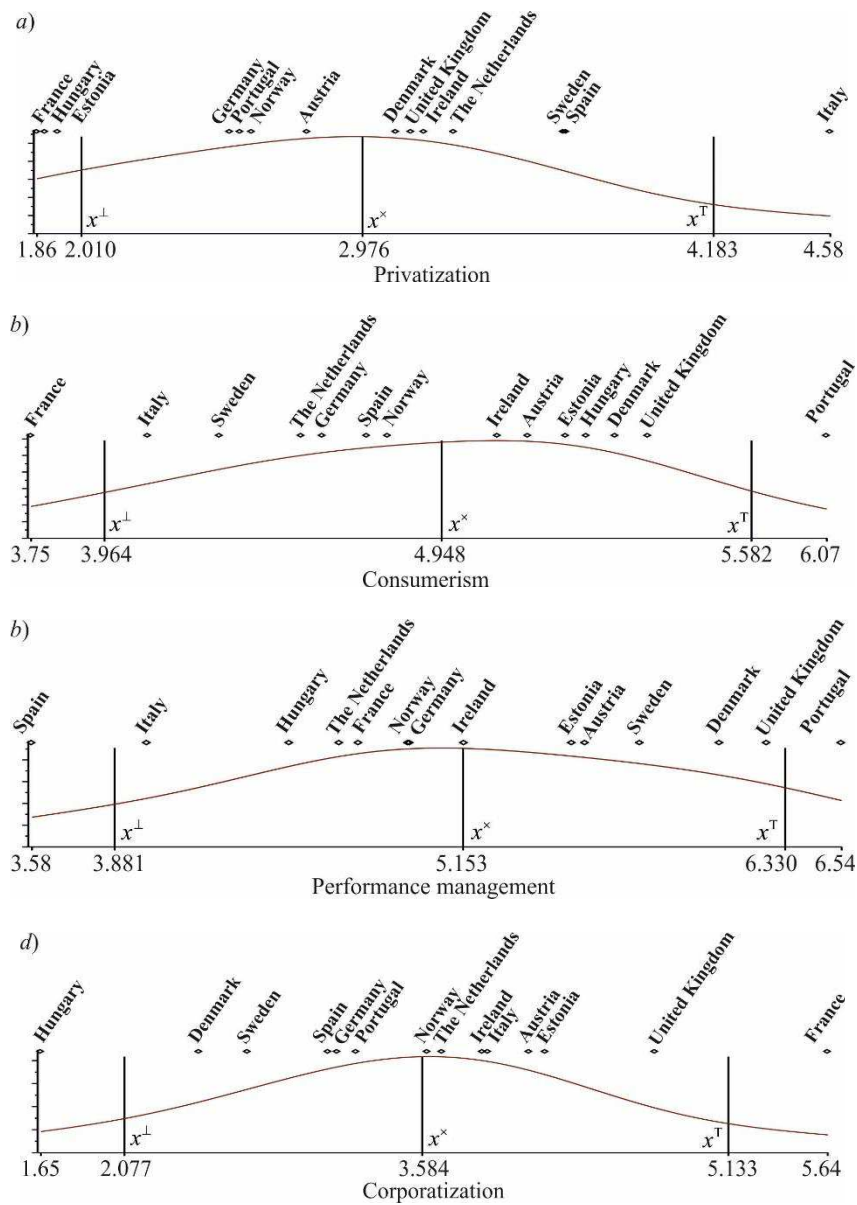 a)
France
Hungary
Estonia
Germany
Portugal
Norway
Austria
Denmark
United Kingdom
Ireland
The Netherlands
Sweden
Spain
Italy
x⊥ x× xT
1.86 2.010 2.976 4.183 4.58
Privatization
b)
France
Italy
Sweden
The Netherlands
Germany
Spain
Norway
Ireland
Austria
Estonia
Hungary
Denmark
United Kingdom
Portugal
x⊥ x× xT
3.75 3.964 4.948 5.582 6.07
Consumerism
b)
Spain
Italy
Hungary
The Netherlands
France
Norway
Germany
Ireland
Estonia
Austria
Sweden
Denmark
United Kingdom
Portugal
x⊥ x× xT
3.58 3.881 5.153 6.330 6.54
Performance management
d)
Hungary
Denmark
Sweden
Spain
Germany
Portugal
Norway
The Netherlands
Ireland
Italy
Austria
Estonia
United Kingdom
France
x⊥ x× xT
1.65 2.077 3.584 5.133 5.64
Corporatization